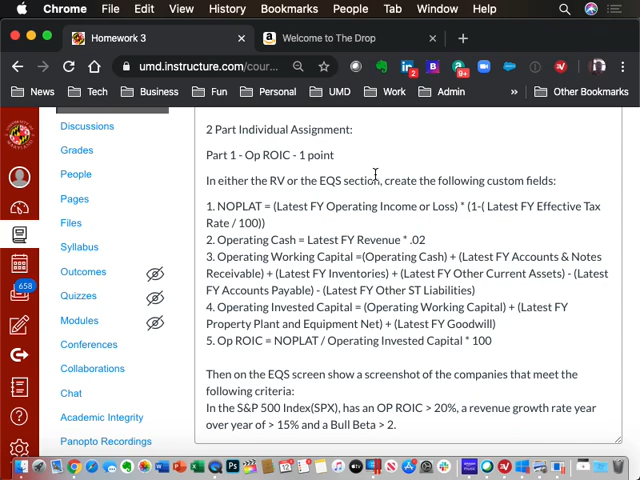 Chrome File Edit View History Bookmarks People Tab Window Help
Homework 3 Welcome to The Drop
umd.instructure.com/cour...
News Tech Business Fun Personal UMD Work Admin » Other Bookmarks
Discussions
Grades
People
Pages
Files
Syllabus
Outcomes
Quizzes
Modules
Conferences
Collaborations
Chat
Academic Integrity
Panopto Recordings
658
2 Part Individual Assignment:
Part 1 - Op ROIC - 1 point
In either the RV or the EQS section, create the following custom fields:
1. NOPLAT = (Latest FY Operating Income or Loss) * (1-( Latest FY Effective Tax
Rate / 100))
2. Operating Cash = Latest FY Revenue * .02
3. Operating Working Capital =(Operating Cash) + (Latest FY Accounts & Notes
Receivable) + (Latest FY Inventories) + (Latest FY Other Current Assets) - (Latest
FY Accounts Payable) - (Latest FY Other ST Liabilities)
4. Operating Invested Capital = (Operating Working Capital) + (Latest FY
Property Plant and Equipment Net) + (Latest FY Goodwill)
5. Op ROIC = NOPLAT / Operating Invested Capital * 100
Then on the EQS screen show a screenshot of the companies that meet the
following criteria:
In the S&P 500 Index(SPX), has an OP ROIC > 20%, a revenue growth rate year
over year of > 15% and a Bull Beta > 2.